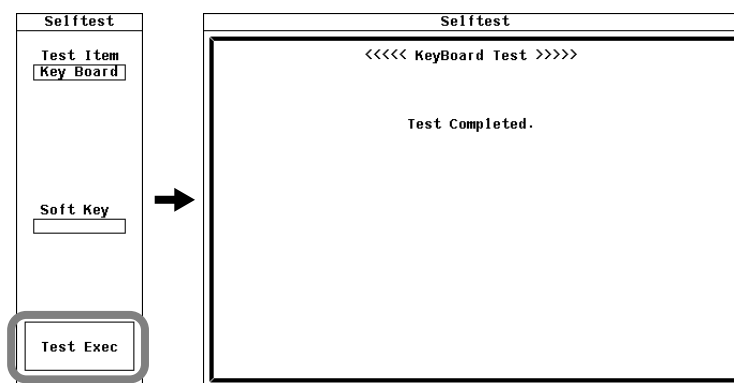 Selftest
Test Item
Key Board
Soft Key
Test Exec
Selftest
<<<<< KeyBoard Test >>>>>
Test Completed.